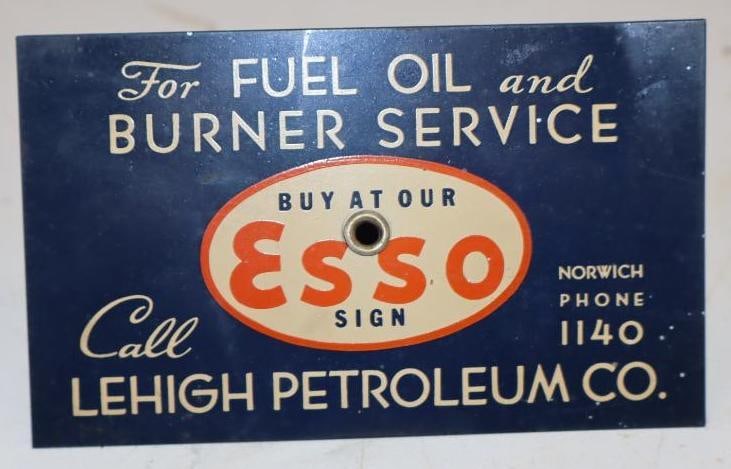 For FUEL OIL and
BURNER SERVICE
BUY AT OUR
Esso
SIGN
NORWICH
PHONE
1140
Call
LEHIGH PETROLEUM CO.